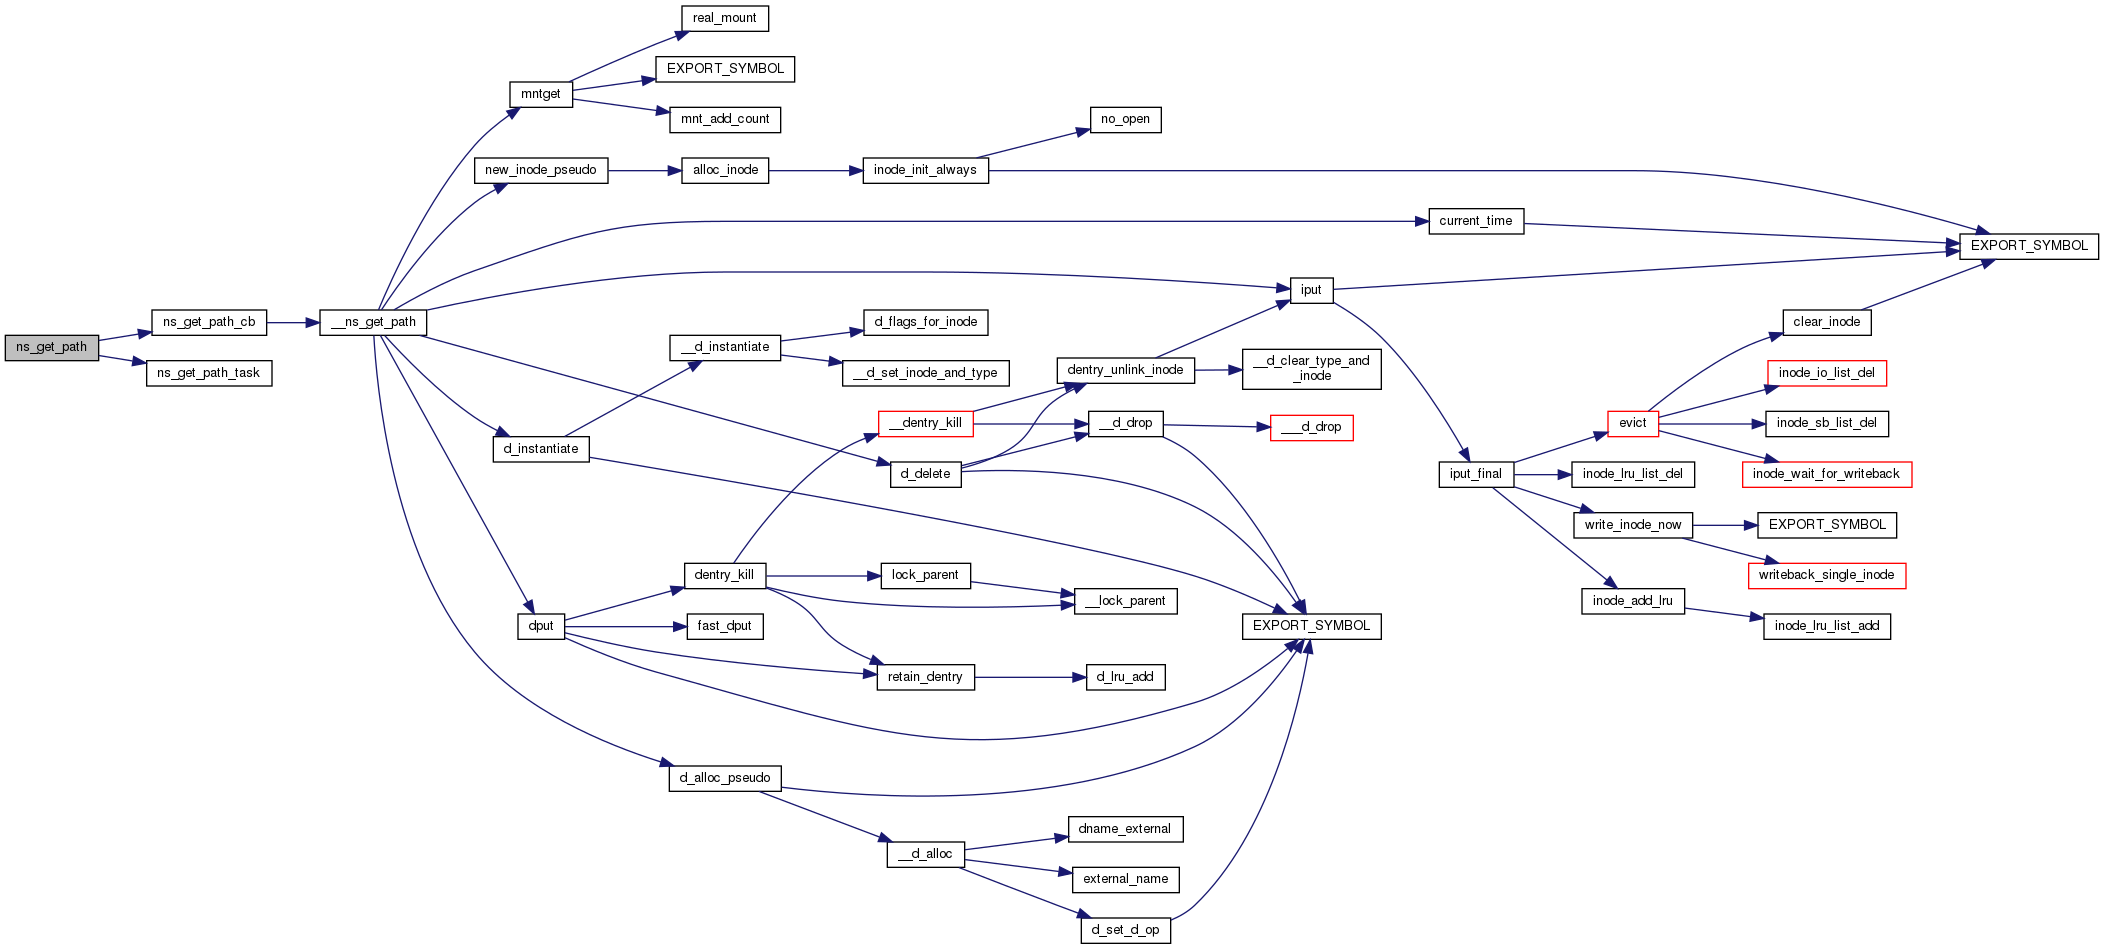 real_mount
EXPORT_SYMBOL
mntget
mnt_add_count
no_open
new_inode_pseudo
alloc_inode
inode_init_always
current_time
EXPORT_SYMBOL
iput
ns_get_path_cb
__ns_get_path
d_flags_for_inode
clear_inode
ns_get_path
__d_instantiate
ns_get_path_task
__d_set_inode_and_type
dentry_unlink_inode
__d_clear_type_and
_inode
inode_io_list_del
__dentry_kill
__d_drop
___d_drop
evict
inode_sb_list_del
d_instantiate
d_delete
iput_final
inode_lru_list_del
inode_wait_for_writeback
write_inode_now
EXPORT_SYMBOL
dentry_kill
lock_parent
writeback_single_inode
__lock_parent
inode_add_lru
dput
fast_dput
EXPORT_SYMBOL
inode_lru_list_add
retain_dentry
d_lru_add
d_alloc_pseudo
dname_external
__d_alloc
external_name
d_set_d_op